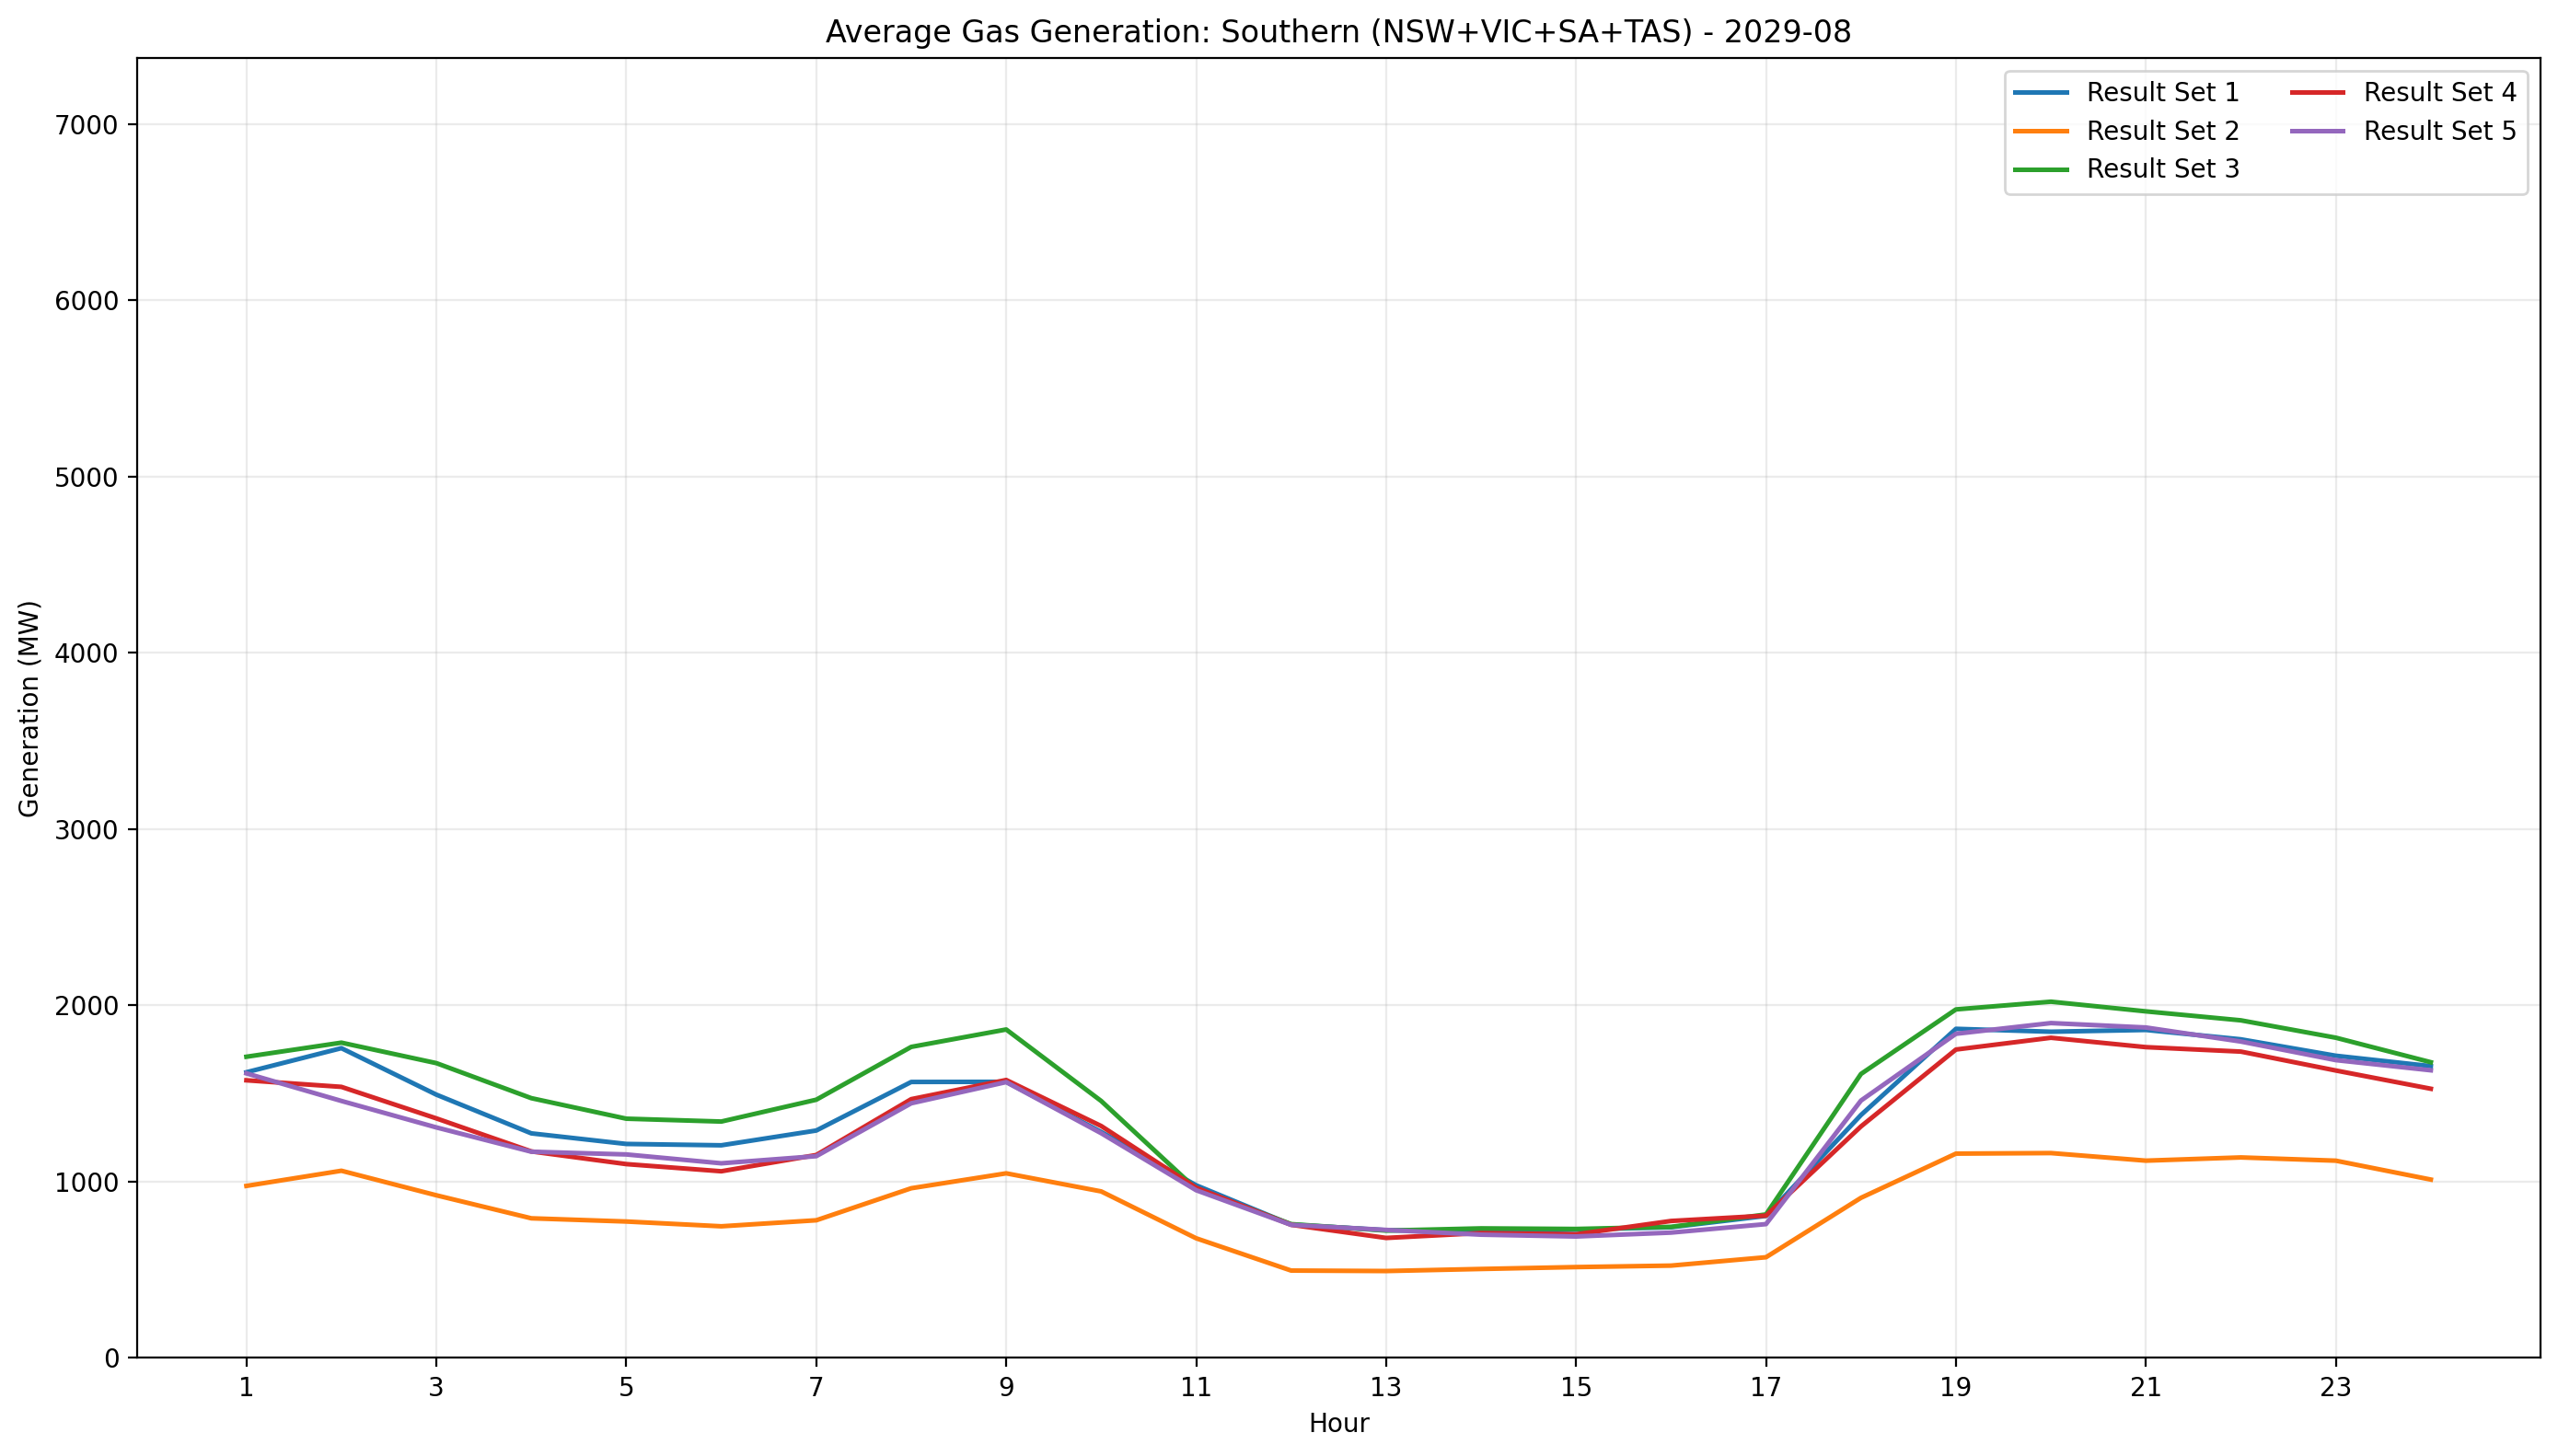 Average Gas Generation: Southern (NSW+VIC+SA+TAS) - 2029-08
Result Set 1
Result Set 2
Result Set 3
Result Set 4
Result Set 5
Generation (MW)
7000
6000
5000
4000
3000
2000
1000
0
1 3 5 7 9 11 13 15 17 19 21 23
Hour